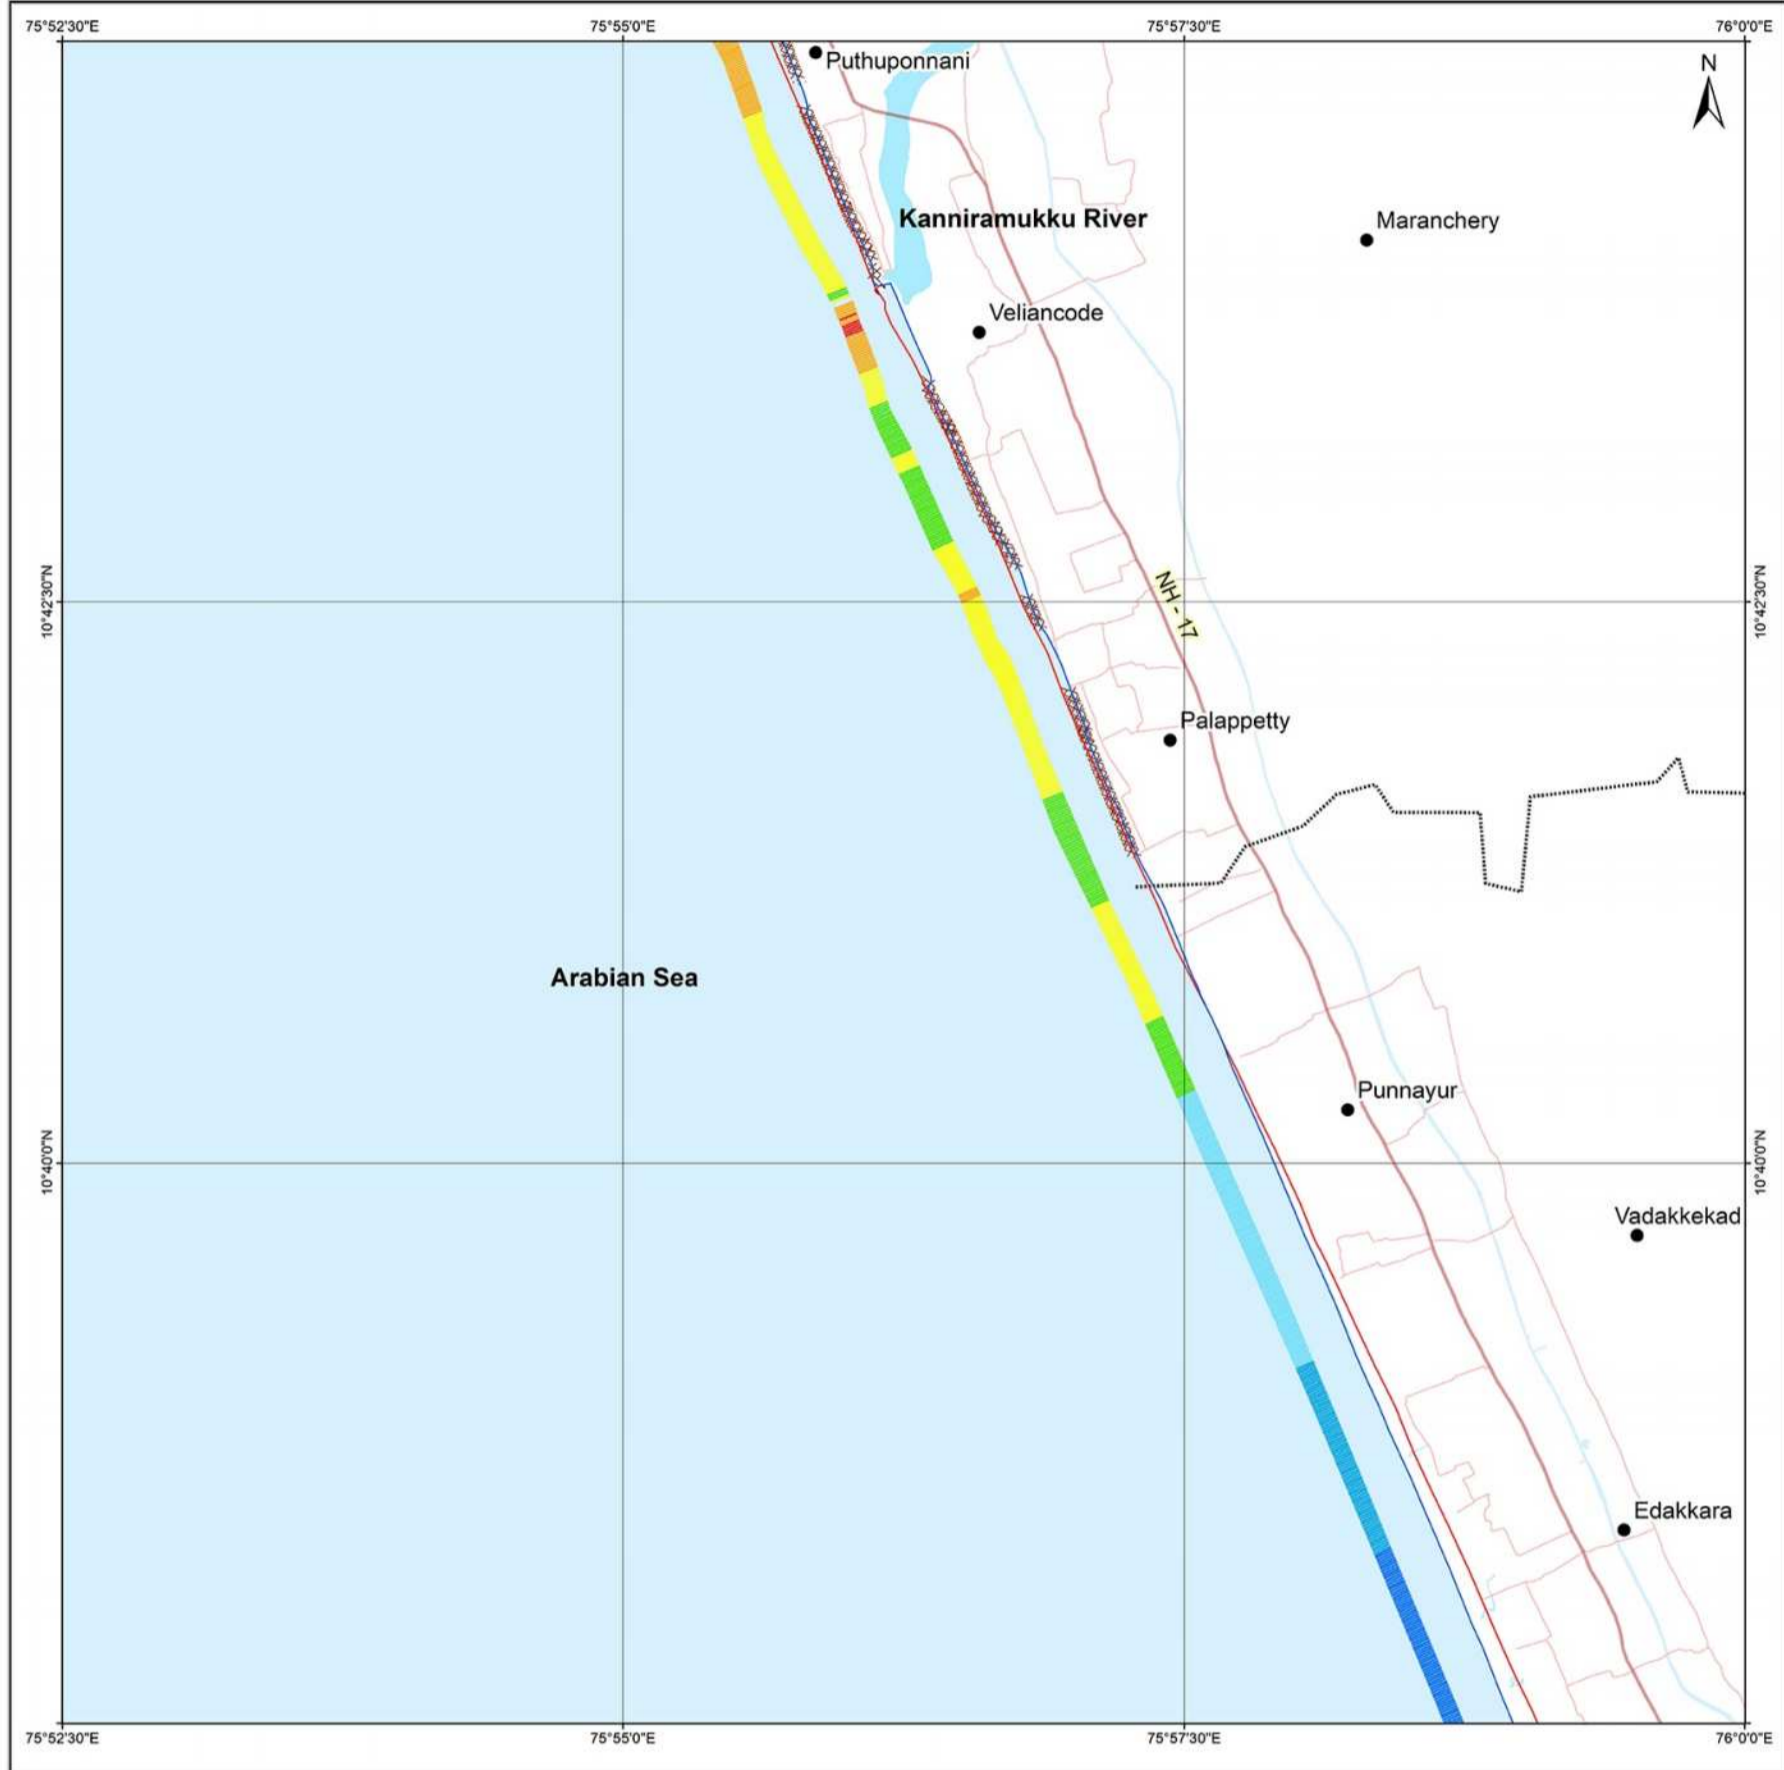 75°52'30"E
75°55'0"E
75°57'30"E
76°0'0"E
N
Puthuponnani
Kanniramukku River
Maranchery
Veliancode
10°42'30"N
NH - 17
10°42'30"N
Palappetty
Arabian Sea
Punnayur
10°40'0"N
10°40'0"N
Vadakkekad
Edakkara
75°52'30"E
75°55'0"E
75°57'30"E
76°0'0"E